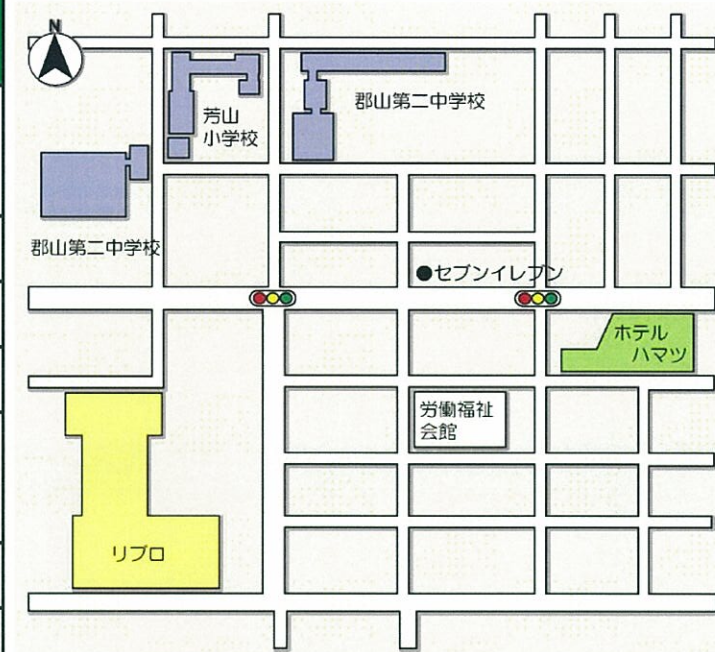 N
芳山
小学校
郡山第二中学校
郡山第二中学校
セブンイレブン
ホテル
ハマツ
労働福祉
会館
リブロ